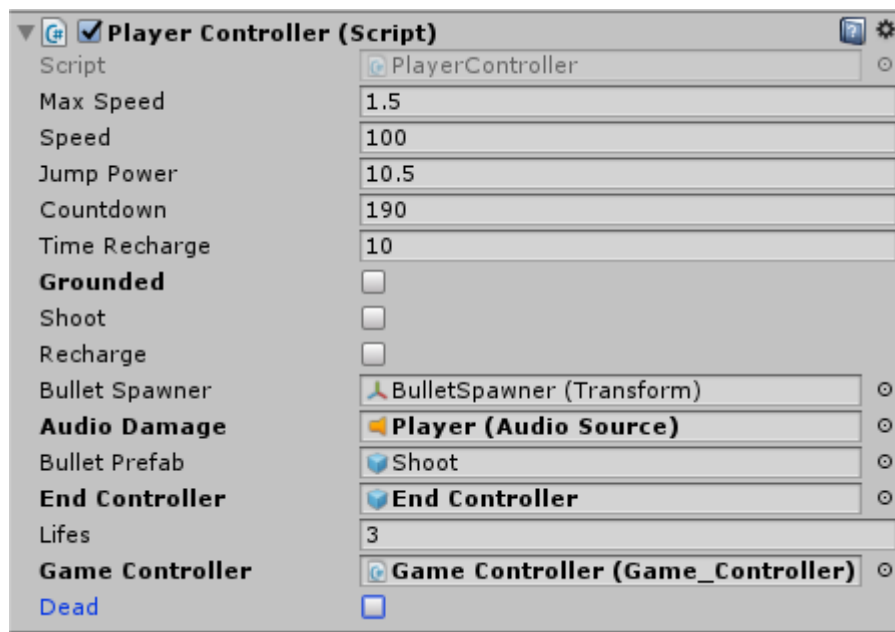 Player Controller (Script)
Script PlayerController
Max Speed 1.5
Speed 100
Jump Power 10.5
Countdown 190
Time Recharge 10
Grounded
Shoot
Recharge
Bullet Spawner BulletSpawner (Transform)
Audio Damage Player (Audio Source)
Bullet Prefab Shoot
End Controller End Controller
Lifes 3
Game Controller Game Controller (Game_Controller)
Dead